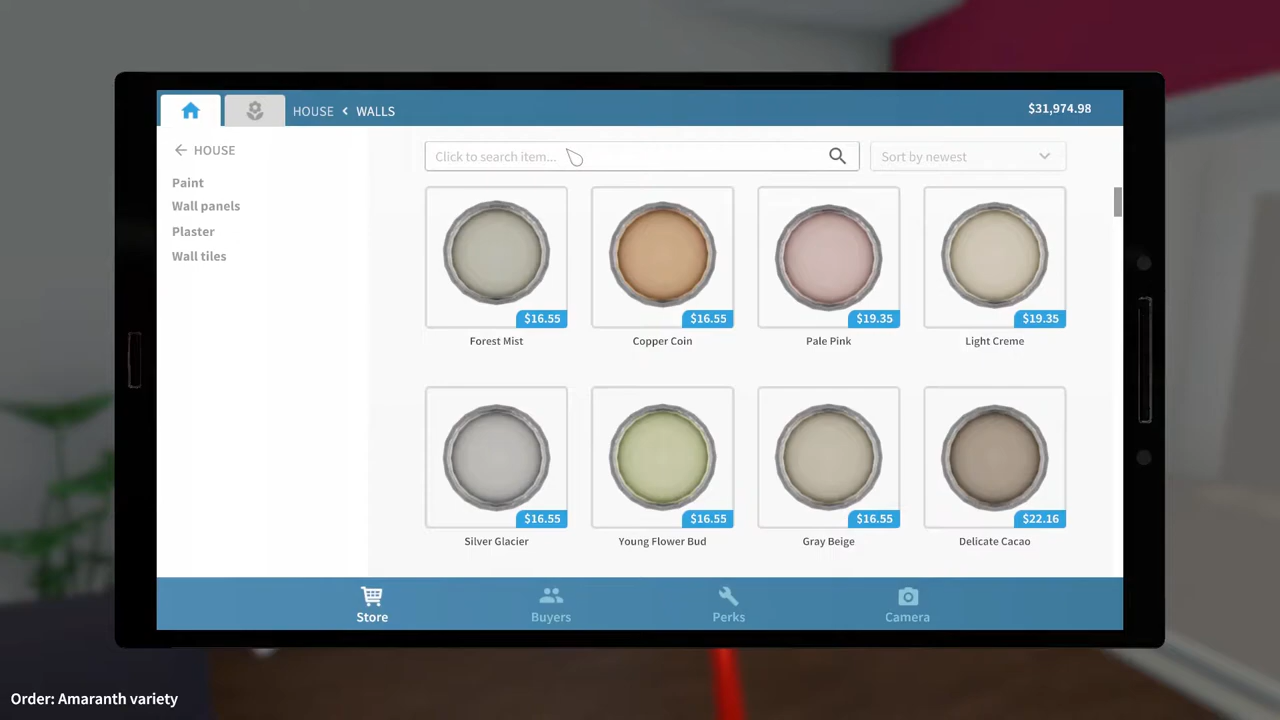 HOUSE < WALLS
$31,974.98
HOUSE
Click to search item...
Sort by newest
Paint
Wall panels
Plaster
Wall tiles
$16.55
$16.55
$19.35
$19.35
Forest Mist
Copper Coin
Pale Pink
Light Creme
$16.55
$16.55
$16.55
$22.16
Silver Glacier
Young Flower Bud
Gray Beige
Delicate Cacao
Store
Buyers
Perks
Camera
Order: Amaranth variety